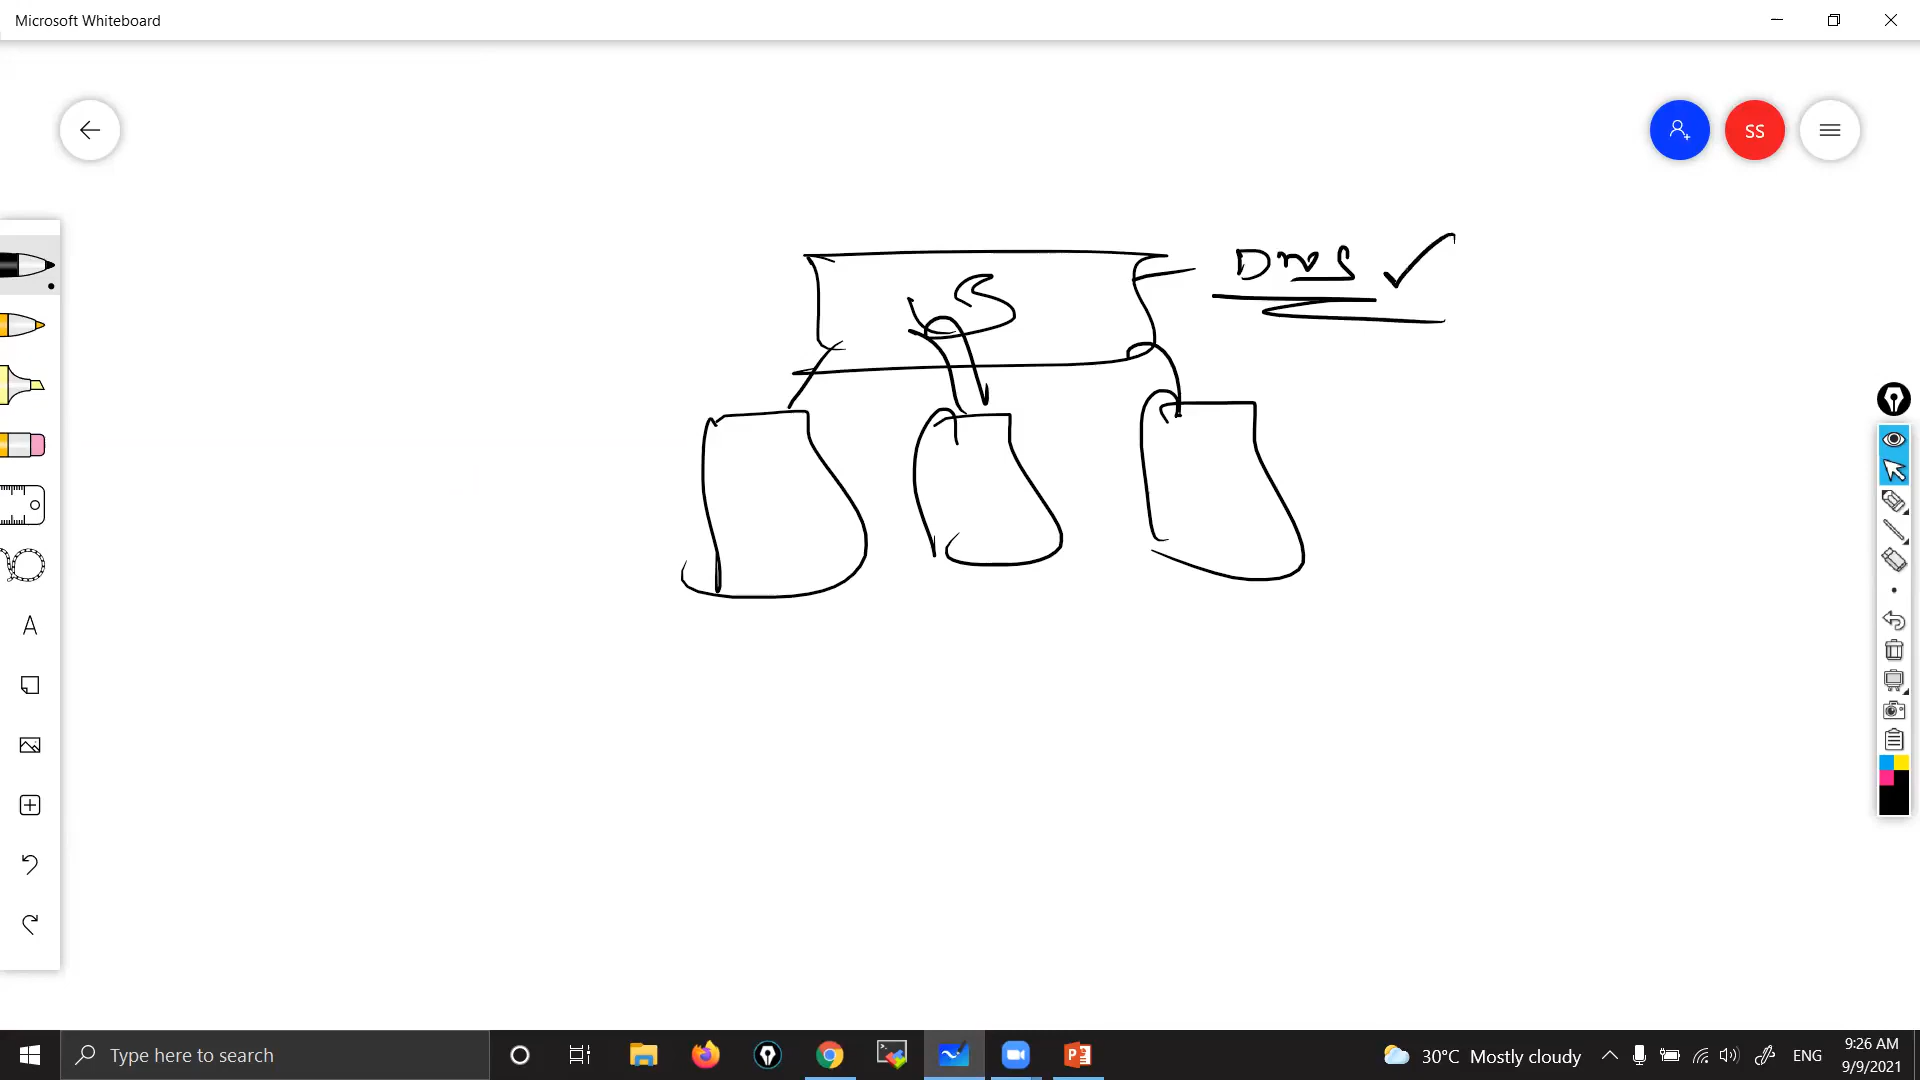 Microsoft Whiteboard
SS
S
DNS
A
Type here to search
30°C Mostly cloudy
ENG
9:26 AM
9/9/2021